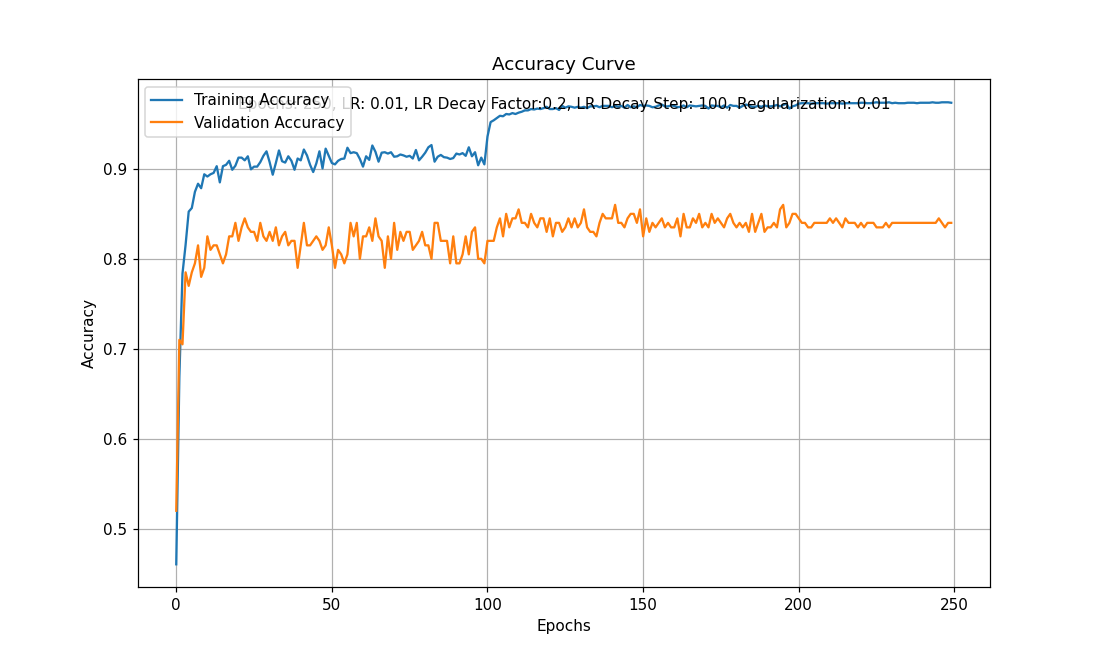 Accuracy Curve
Training Accuracy
Epochs: 250, LR: 0.01, LR Decay Factor:0.2, LR Decay Step: 100, Regularization: 0.01
Validation Accuracy
0.9
0.8
0.7
0.6
0.5
Accuracy
0 50 100 150 200 250
Epochs